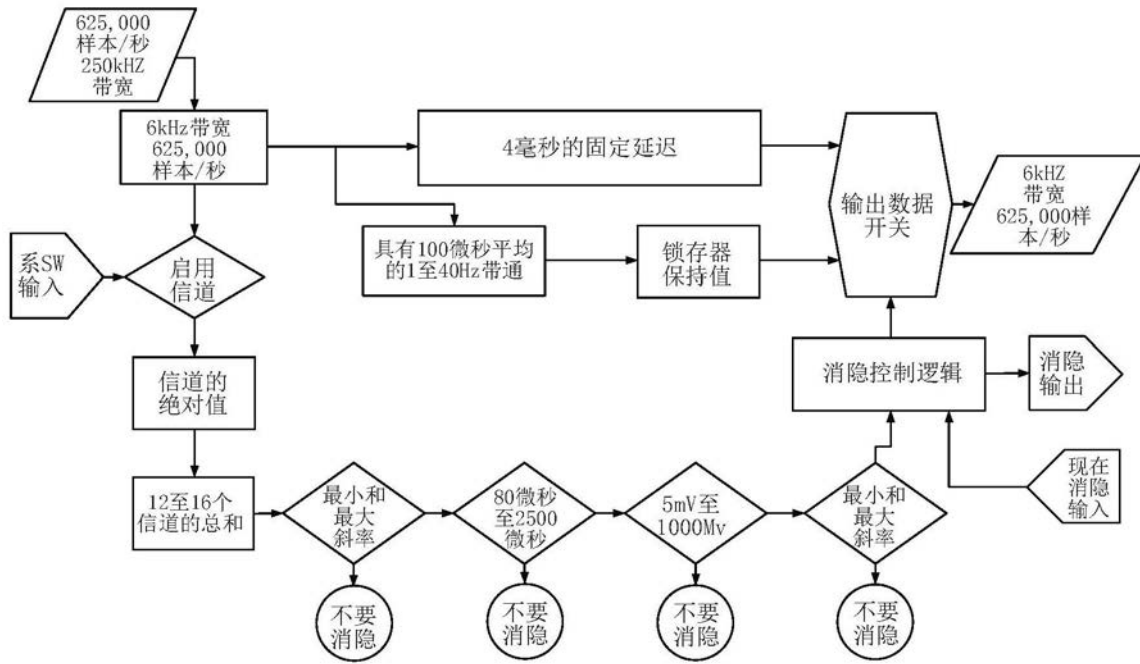 625,000
样本/秒
250kHZ
带宽
6kHz带宽
625,000
样本/秒
4毫秒的固定延迟
输出数据
开关
6kHZ
带宽
625,000样
本/秒
系SW
输入
启用
信道
具有100微秒平均
的1至40Hz带通
锁存器
保持值
信道的
绝对值
消隐控制逻辑
消隐
输出
12至16个
信道的总和
最小和
最大
斜率
80微秒
至2500
微秒
5mV至
1000Mv
最小和
最大
斜率
现在
消隐
输入
不要
消隐
不要
消隐
不要
消隐
不要
消隐